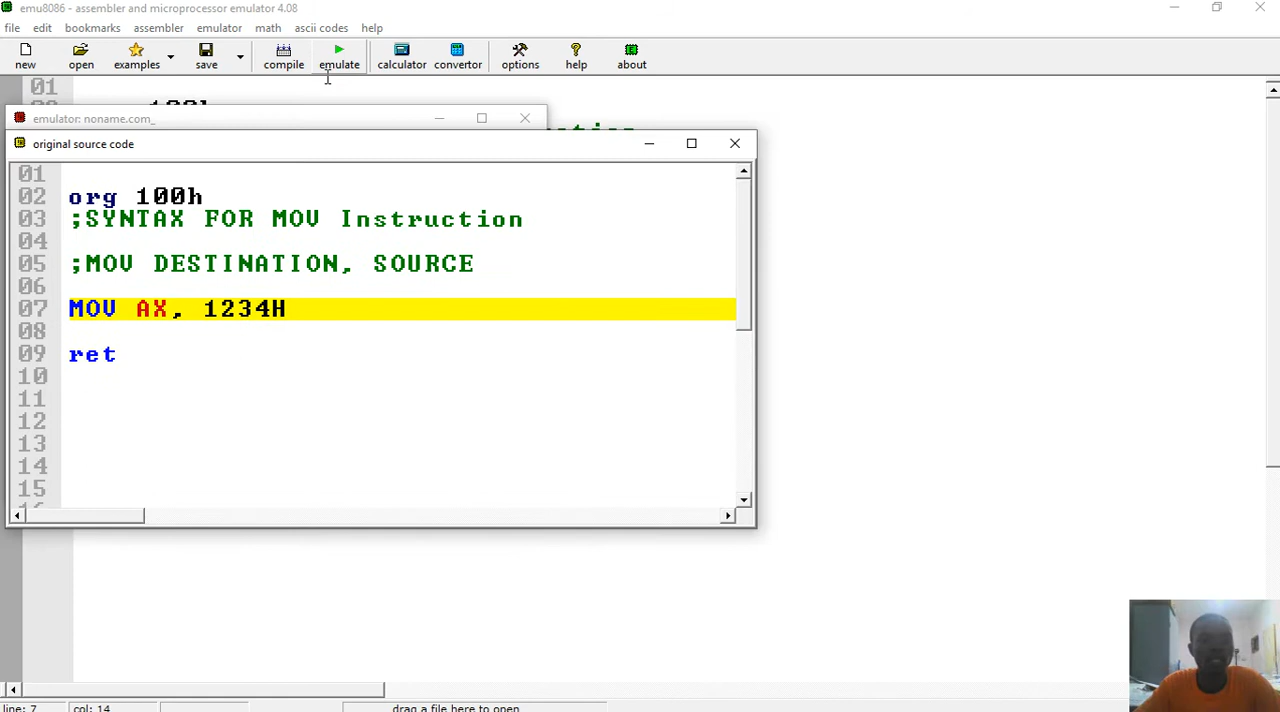 emu8086 - assembler and microprocessor emulator 4.08
file edit bookmarks assembler emulator math ascii codes help
new open examples save compile emulate calculator convertor options help about
01
100h
emulator: noname.com_
original source code
01
02 org 100h
03 ;SYNTAX FOR MOV Instruction
04
05 ;MOV DESTINATION, SOURCE
06
07 MOV AX, 1234H
08
09 ret
10
11
12
13
14
15
line: 7 col: 14 drag a file here to open